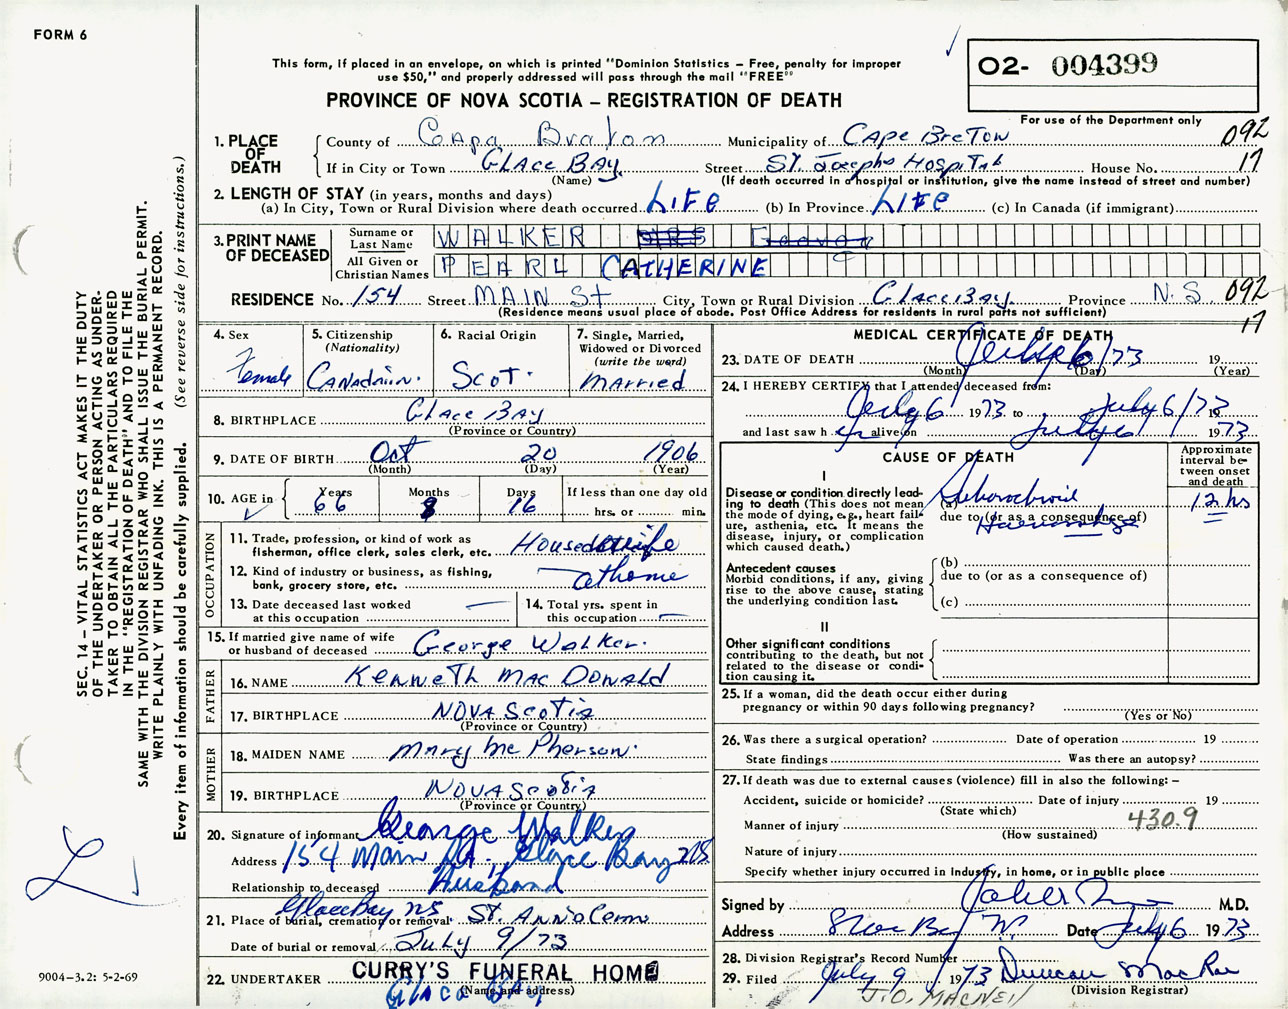 FORM 6
This form, if placed in an envelope, on which is printed "Dominion Statistics – Free, penalty for improper
use $50," and properly addressed will pass through the mail "FREE"
PROVINCE OF NOVA SCOTIA – REGISTRATION OF DEATH
O2- 004399
For use of the Department only
092
17
1. PLACE OF DEATH
County of Cape Breton Municipality of CAPE BRETON
If in City or Town GLACE BAY Street ST. Josephs Hospital House No.
(Name) (If death occurred in a hospital or institution, give the name instead of street and number)
2. LENGTH OF STAY (in years, months and days)
(a) In City, Town or Rural Division where death occurred LIFE (b) In Province LIFE (c) In Canada (if immigrant)
3. PRINT NAME OF DECEASED
Surname or Last Name WALKER MRS
All Given or Christian Names PEARL CATHERINE
RESIDENCE No. 154 Street MAIN St City, Town or Rural Division Glace Bay. Province N.S. 092
(Residence means usual place of abode. Post Office Address for residents in rural parts not sufficient)
17
4. Sex Female
5. Citizenship (Nationality) CANADIAN.
6. Racial Origin Scot.
7. Single, Married, Widowed or Divorced (write the word) Married
8. BIRTHPLACE Glace Bay
(Province or Country)
9. DATE OF BIRTH Oct 20 1906
(Month) (Day) (Year)
10. AGE in Years 66 Months 8 Days 16 If less than one day old
hrs. or min.
OCCUPATION
11. Trade, profession, or kind of work as
fisherman, office clerk, sales clerk, etc. Housewife
12. Kind of industry or business, as fishing,
bank, grocery store, etc. at home
13. Date deceased last worked
at this occupation
14. Total yrs. spent in
this occupation
15. If married give name of wife
or husband of deceased George Walker.
FATHER
16. NAME Kenneth MacDonald
17. BIRTHPLACE NOVA Scotia
(Province or Country)
MOTHER
18. MAIDEN NAME Mary McPherson.
19. BIRTHPLACE NOVA Scotia
(Province or Country)
20. Signature of informant George Walker
Address 154 Main St. Glace Bay NS
Relationship to deceased Husband
Glace Bay NS.
21. Place of burial, cremation or removal ST. ANNS Cem
Date of burial or removal July 9/73
22. UNDERTAKER CURRY'S FUNERAL HOME
(Name and address)
Glace Bay
MEDICAL CERTIFICATE OF DEATH
23. DATE OF DEATH July 6/73 19
(Month) (Day) (Year)
24. I HEREBY CERTIFY that I attended deceased from:
July 6 1973 to July 6/73 19
and last saw h er alive on July 6 1973
CAUSE OF DEATH
Approximate interval between onset and death
I
Disease or condition directly lead-
ing to death (This does not mean
the mode of dying, e.g., heart fail-
ure, asthenia, etc. It means the
disease, injury, or complication
which caused death.)
(a) Subarachnoid
due to (or as a consequence of)
Haemorrhage
12 hrs
Antecedent causes
Morbid conditions, if any, giving
rise to the above cause, stating
the underlying condition last.
(b)
due to (or as a consequence of)
(c)
II
Other significant conditions
contributing to the death, but not
related to the disease or condi-
tion causing it.
25. If a woman, did the death occur either during
pregnancy or within 90 days following pregnancy?
(Yes or No)
26. Was there a surgical operation? Date of operation 19
State findings Was there an autopsy?
27. If death was due to external causes (violence) fill in also the following: –
Accident, suicide or homicide? Date of injury 19
(State which)
Manner of injury 430.9
(How sustained)
Nature of injury
Specify whether injury occurred in Industry, in home, or in public place
Signed by M.D.
Address Glace Bay N. Date July 6 1973
28. Division Registrar's Record Number
29. Filed July 9 1973 Duncan MacRae
(Division Registrar)
J.O. MACNEIL
SEC. 14 – VITAL STATISTICS ACT MAKES IT THE DUTY
OF THE UNDERTAKER OR PERSON ACTING AS UNDER-
TAKER TO OBTAIN ALL THE PARTICULARS REQUIRED
IN THE "REGISTRATION OF DEATH" AND TO FILE THE
SAME WITH THE DIVISION REGISTRAR WHO SHALL ISSUE THE BURIAL PERMIT.
WRITE PLAINLY WITH UNFADING INK. THIS IS A PERMANENT RECORD.
Every item of information should be carefully supplied. (See reverse side for instructions.)
9004-3.2: 5-2-69